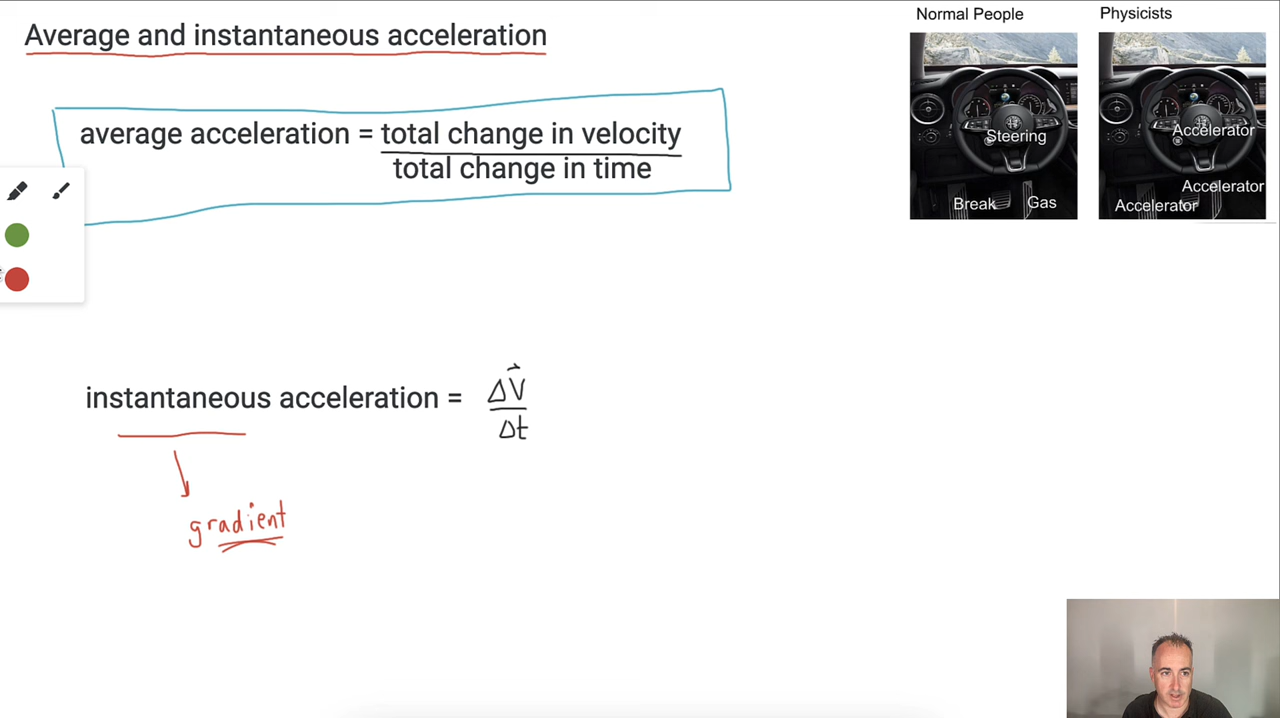 Average and instantaneous acceleration
Normal People
Physicists
average acceleration = total change in velocity
total change in time
Steering
Break
Gas
Accelerator
Accelerator
Accelerator
instantaneous acceleration = ΔV⃗
Δt
gradient